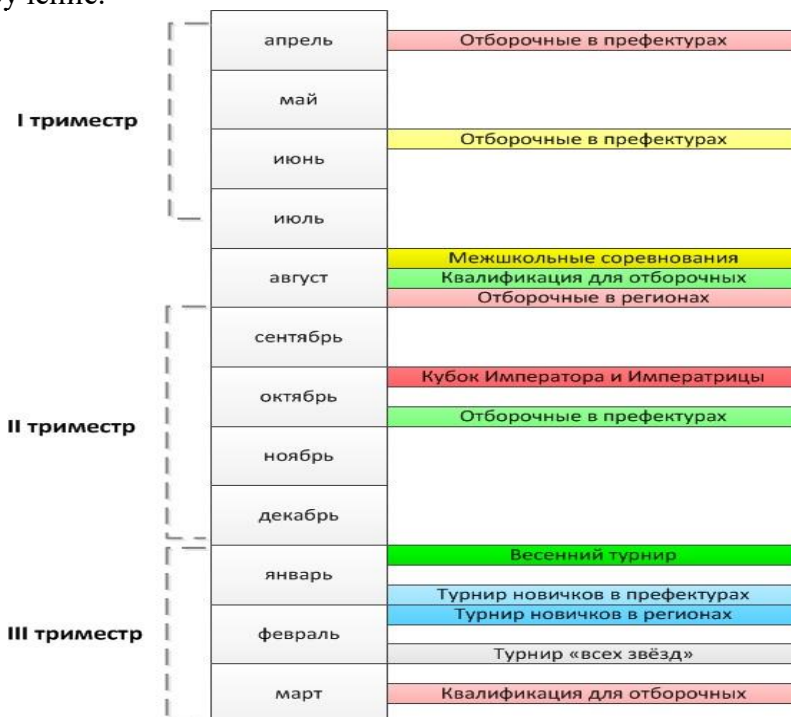 учение.
апрель
Отборочные в префектурах
май
I триместр
июнь
Отборочные в префектурах
июль
август
Межшкольные соревнования
Квалификация для отборочных
Отборочные в регионах
сентябрь
октябрь
Кубок Императора и Императрицы
Отборочные в префектурах
II триместр
ноябрь
декабрь
январь
Весенний турнир
Турнир новичков в префектурах
III триместр
февраль
Турнир новичков в регионах
Турнир «всех звёзд»
март
Квалификация для отборочных